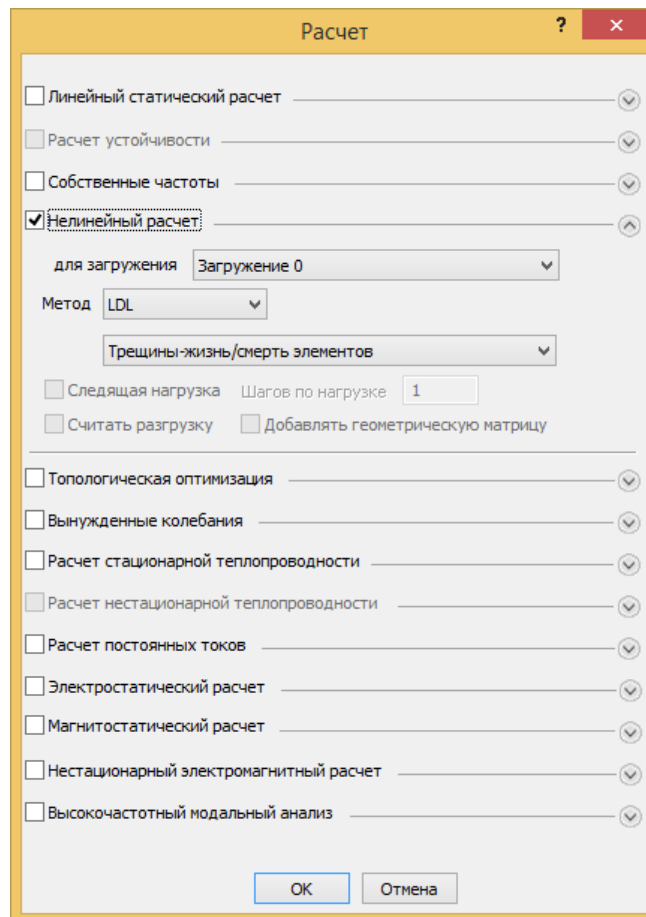 Расчет ?
Линейный статический расчет
Расчет устойчивости
Собственные частоты
Нелинейный расчет
для загружения Загружение 0
Метод LDL
Трещины-жизнь/смерть элементов
Следящая нагрузка Шагов по нагрузке 1
Считать разгрузку Добавлять геометрическую матрицу
Топологическая оптимизация
Вынужденные колебания
Расчет стационарной теплопроводности
Расчет нестационарной теплопроводности
Расчет постоянных токов
Электростатический расчет
Магнитостатический расчет
Нестационарный электромагнитный расчет
Высокочастотный модальный анализ
OK Отмена